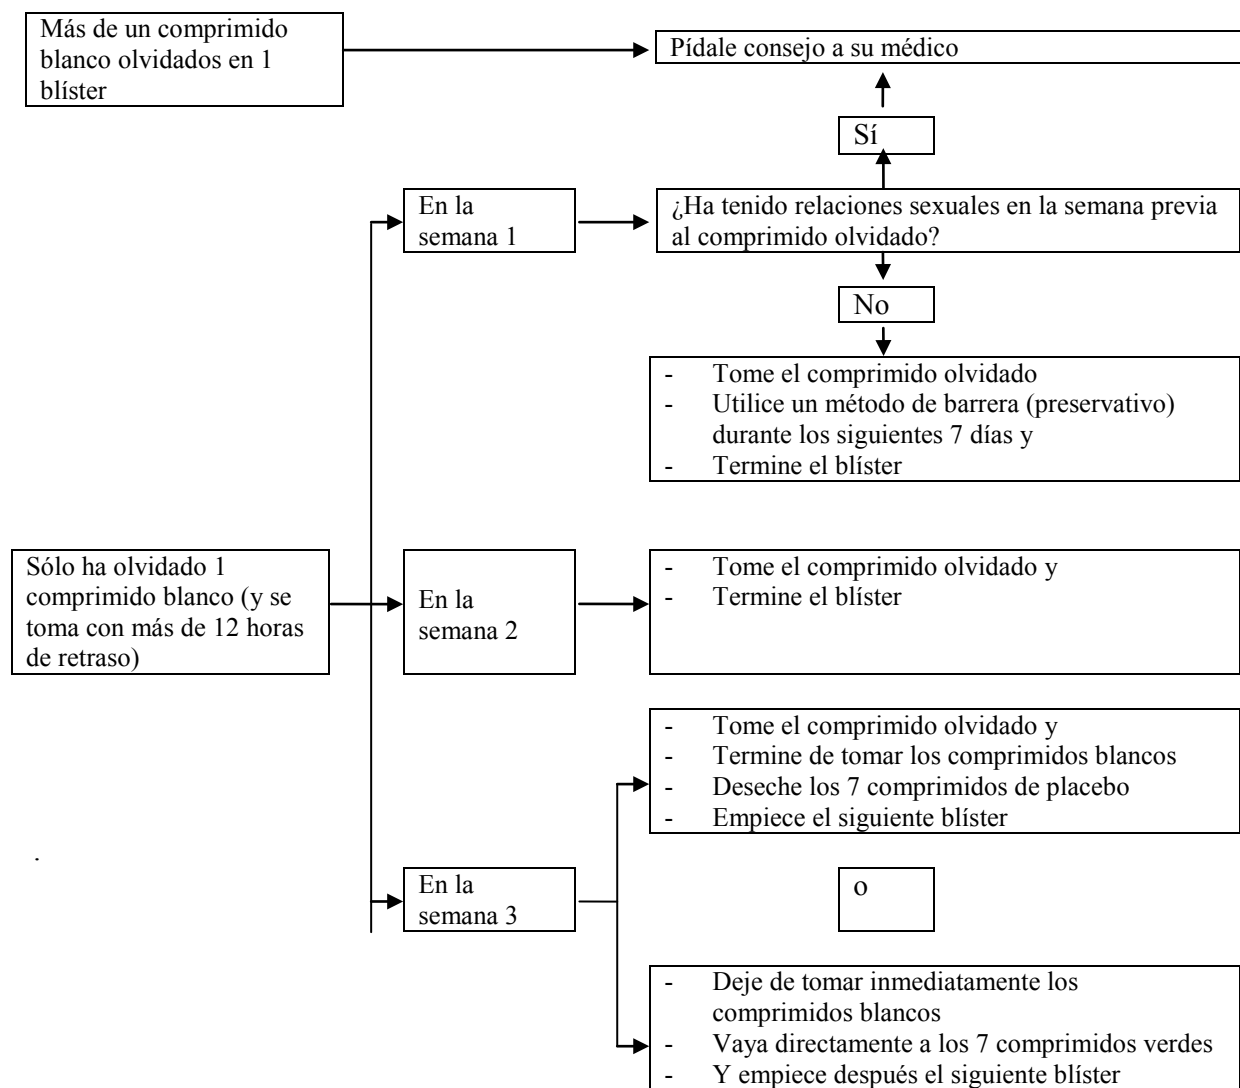 Más de un comprimido
blanco olvidados en 1
blíster
Pídale consejo a su médico
Sí
En la
semana 1
¿Ha tenido relaciones sexuales en la semana previa
al comprimido olvidado?
No
- Tome el comprimido olvidado
- Utilice un método de barrera (preservativo)
durante los siguientes 7 días y
- Termine el blíster
Sólo ha olvidado 1
comprimido blanco (y se
toma con más de 12 horas
de retraso)
En la
semana 2
- Tome el comprimido olvidado y
- Termine el blíster
- Tome el comprimido olvidado y
- Termine de tomar los comprimidos blancos
- Deseche los 7 comprimidos de placebo
- Empiece el siguiente blíster
.
En la
semana 3
o
- Deje de tomar inmediatamente los
comprimidos blancos
- Vaya directamente a los 7 comprimidos verdes
- Y empiece después el siguiente blíster